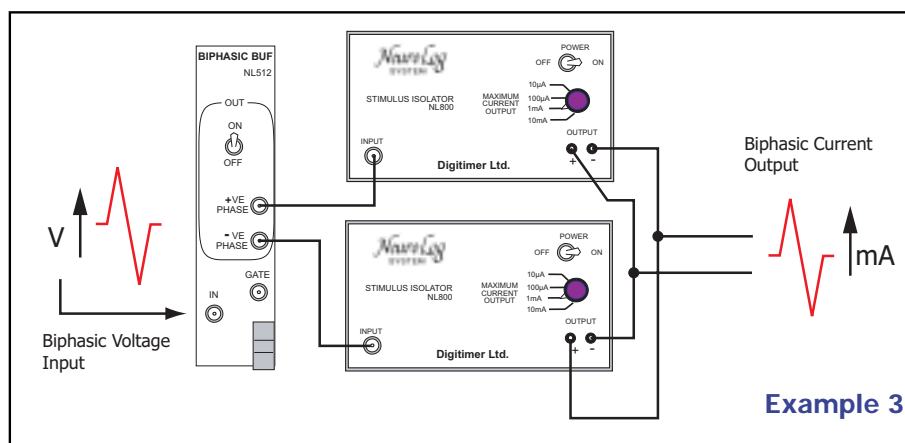 BIPHASIC BUF
NL512
OUT
ON
OFF
+VE
PHASE
- VE
PHASE
GATE
IN
V
Biphasic Voltage
Input
NeuroLog
SYSTEM
STIMULUS ISOLATOR
NL800
INPUT
POWER
OFF
ON
MAXIMUM
CURRENT
OUTPUT
10µA
100µA
1mA
10mA
OUTPUT
+ -
Digitimer Ltd.
NeuroLog
SYSTEM
STIMULUS ISOLATOR
NL800
INPUT
POWER
OFF
ON
MAXIMUM
CURRENT
OUTPUT
10µA
100µA
1mA
10mA
OUTPUT
+ -
Digitimer Ltd.
Biphasic Current
Output
mA
Example 3